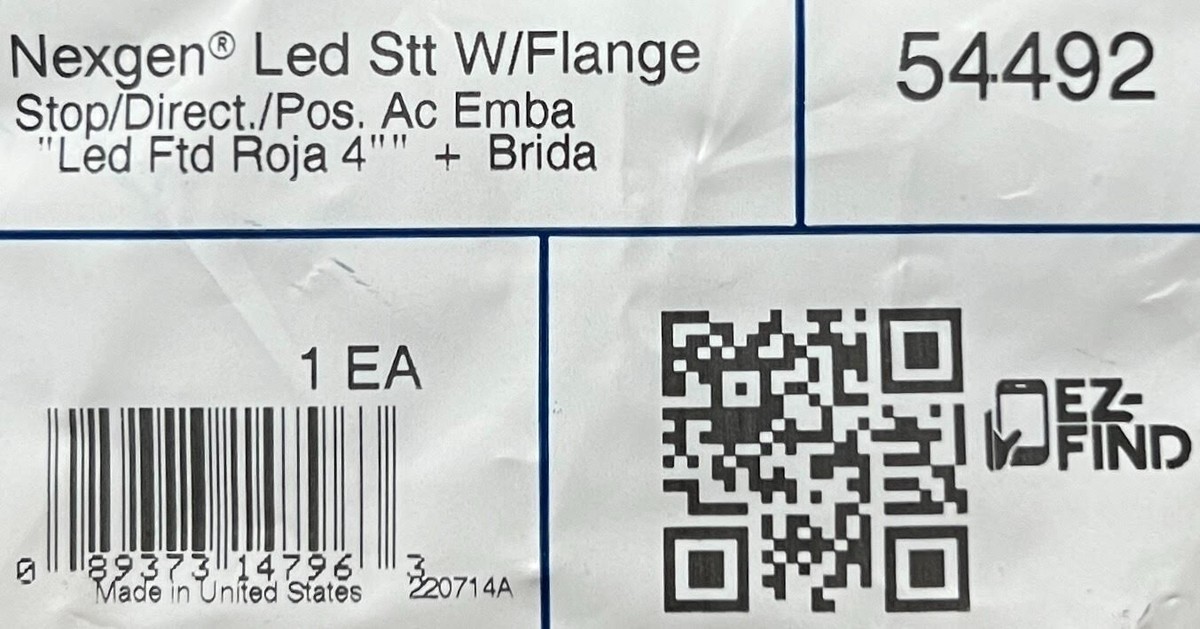 Nexgen® Led Stt W/Flange
Stop/Direct./Pos. Ac Emba
"Led Ftd Roja 4"" + Brida
54492
1 EA
0 89373 14796 3
Made in United States 220714A
EZ-
FIND